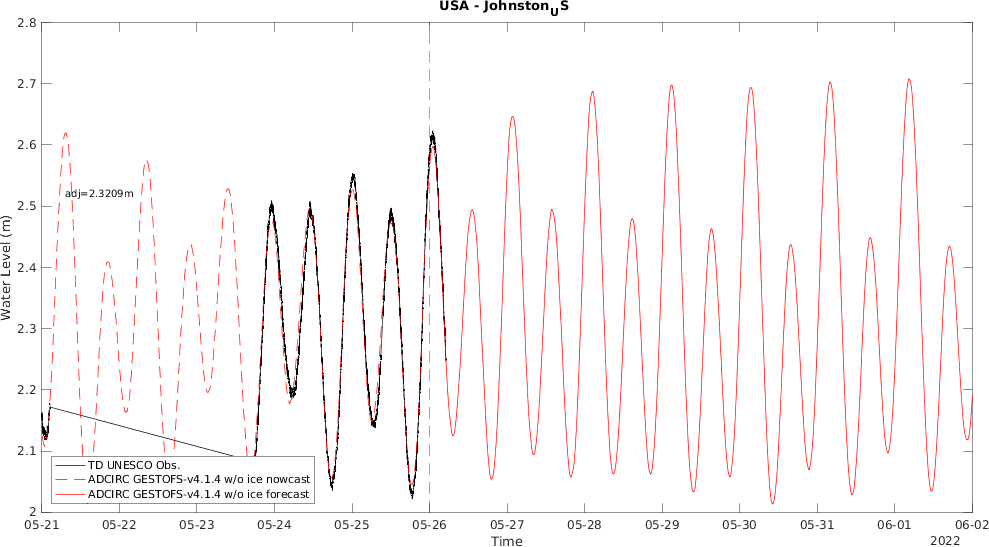 USA - Johnston_US
2.8
2.7
2.6
2.5
2.4
2.3
2.2
2.1
2
Water Level (m)
adj=2.3209m
TD UNESCO Obs.
ADCIRC GESTOFS-v4.1.4 w/o ice nowcast
ADCIRC GESTOFS-v4.1.4 w/o ice forecast
05-21 05-22 05-23 05-24 05-25 05-26 05-27 05-28 05-29 05-30 05-31 06-01 06-02
Time
2022